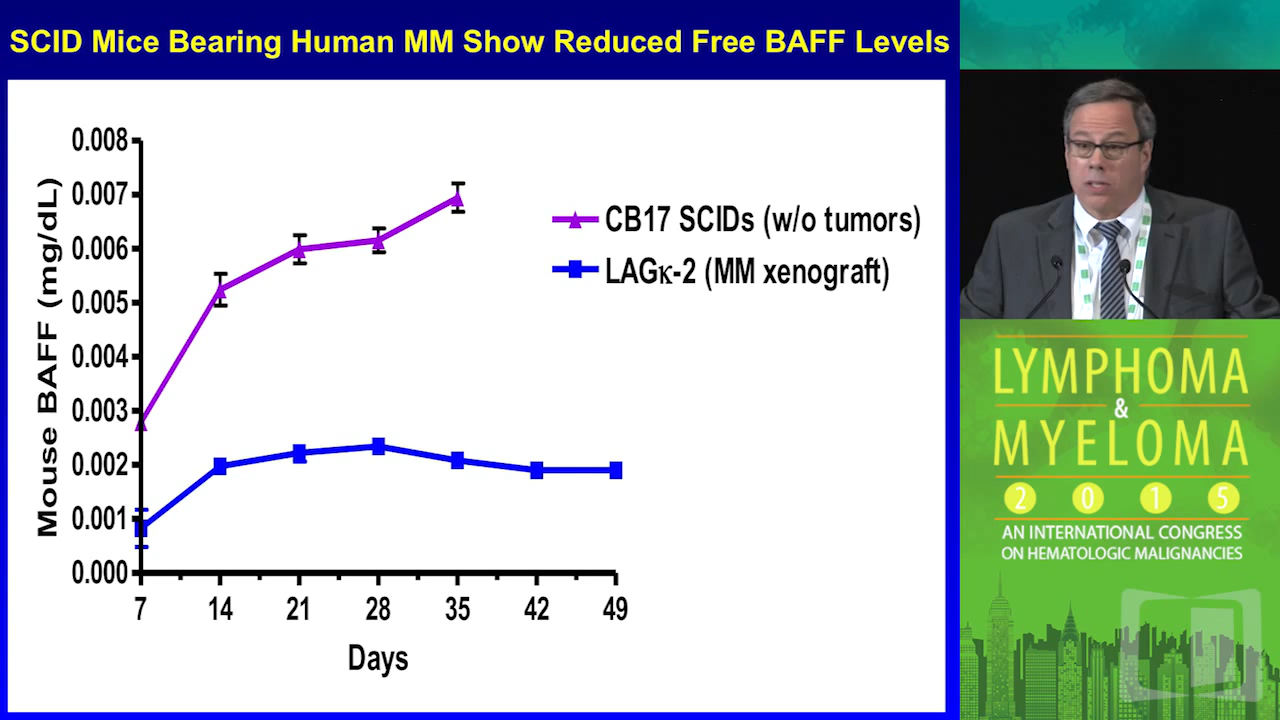 SCID Mice Bearing Human MM Show Reduced Free BAFF Levels
Mouse BAFF (mg/dL)
0.008
0.007
0.006
0.005
0.004
0.003
0.002
0.001
0.000
7 14 21 28 35 42 49
Days
CB17 SCIDs (w/o tumors)
LAGκ-2 (MM xenograft)
LYMPHOMA
&
MYELOMA
2 0 1 5
AN INTERNATIONAL CONGRESS
ON HEMATOLOGIC MALIGNANCIES